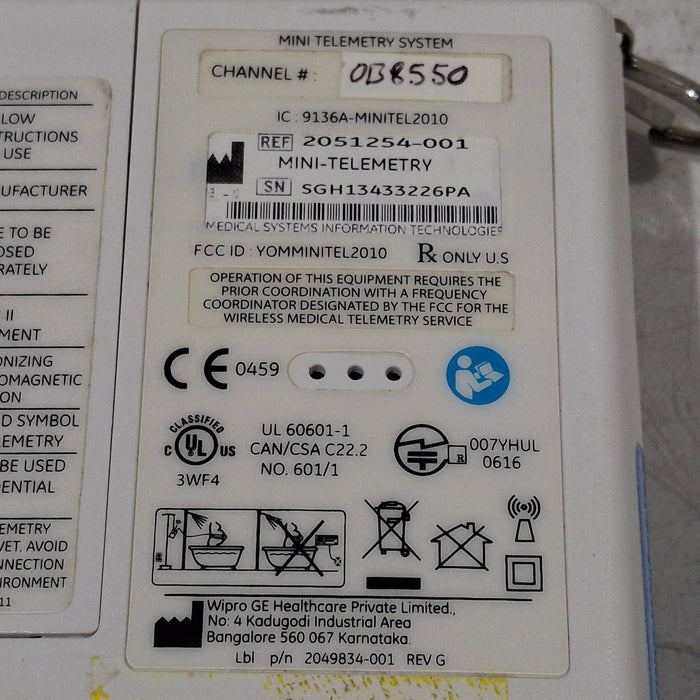 MINI TELEMETRY SYSTEM
CHANNEL # : 0B8550
IC : 9136A-MINITEL2010
REF 2051254-001
MINI-TELEMETRY
SN SGH13433226PA
MEDICAL SYSTEMS INFORMATION TECHNOLOGIES
FCC ID : YOMMINITEL2010 Rx ONLY U.S
OPERATION OF THIS EQUIPMENT REQUIRES THE
PRIOR COORDINATION WITH A FREQUENCY
COORDINATOR DESIGNATED BY THE FCC FOR THE
WIRELESS MEDICAL TELEMETRY SERVICE
CE 0459
CLASSIFIED
C UL US
3WF4
UL 60601-1
CAN/CSA C22.2
NO. 601/1
R 007YHUL
0616
Wipro GE Healthcare Private Limited.,
No: 4 Kadugodi Industrial Area
Bangalore 560 067 Karnataka.
Lbl p/n 2049834-001 REV G
DESCRIPTION
LOW
TRUCTIONS
USE
UFACTURER
E TO BE
OSED
RATELY
II
MENT
ONIZING
OMAGNETIC
ON
D SYMBOL
LEMETRY
BE USED
DENTIAL
EMETRY
VET. AVOID
NNECTION
IRONMENT
11